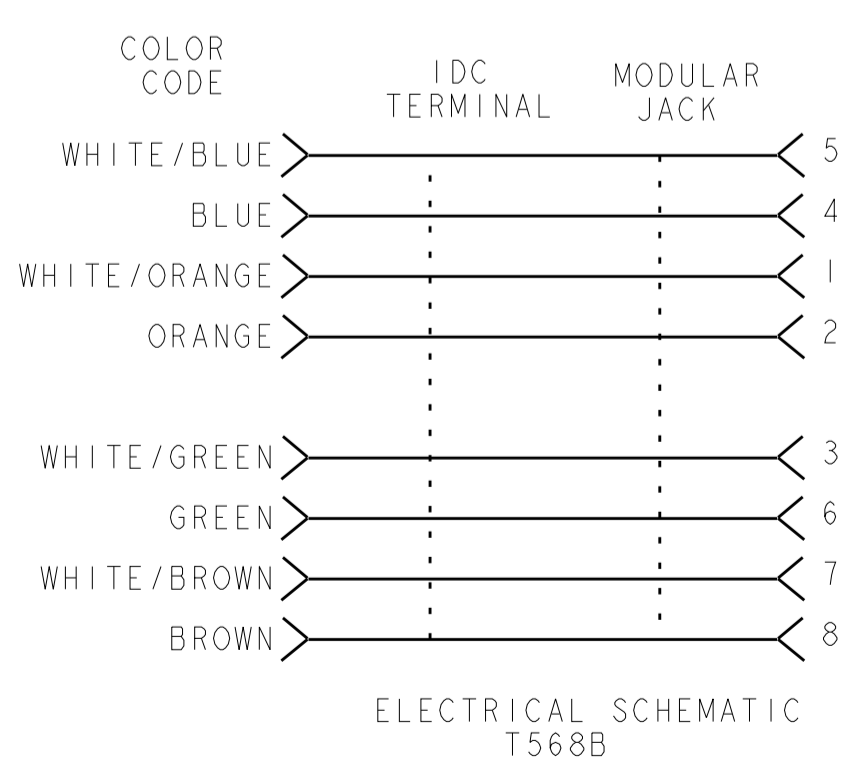 COLOR
CODE
IDC
TERMINAL
MODULAR
JACK
WHITE/BLUE 5
BLUE 4
WHITE/ORANGE 1
ORANGE 2
WHITE/GREEN 3
GREEN 6
WHITE/BROWN 7
BROWN 8
ELECTRICAL SCHEMATIC
T568B